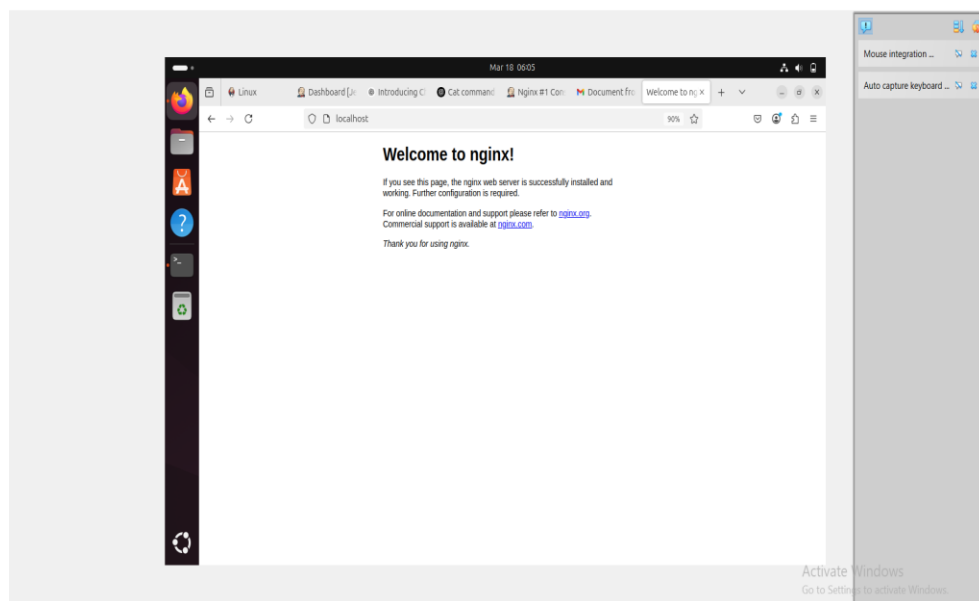 Mar 18 06:05
Linux
Dashboard [Je
Introducing C
Cat command
Nginx #1 Con
Document fro
Welcome to ng
localhost
90%
Welcome to nginx!
If you see this page, the nginx web server is successfully installed and
working. Further configuration is required.
For online documentation and support please refer to nginx.org.
Commercial support is available at nginx.com.
Thank you for using nginx.
Mouse integration ...
Auto capture keyboard ...
Activate Windows
Go to Settings to activate Windows.